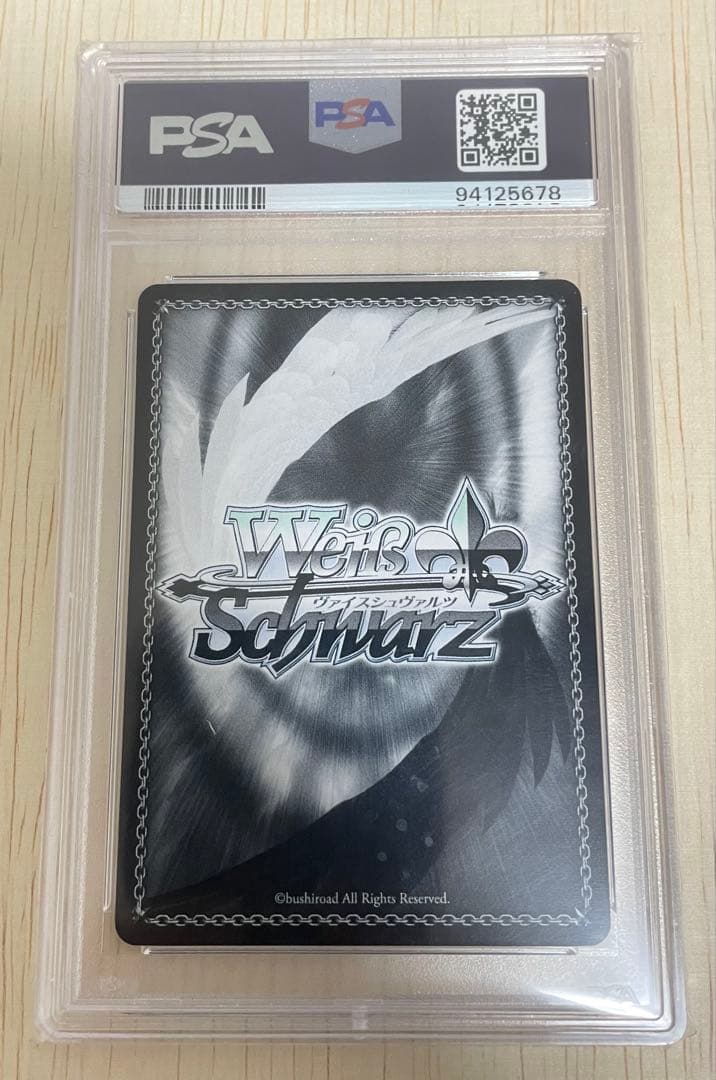 PSA
PSA
94125678
Weiß
ヴァイスシュヴァルツ
Schwarz
©bushiroad All Rights Reserved.